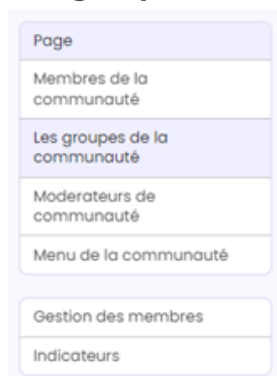 Page
Membres de la
communauté
Les groupes de la
communauté
Moderateurs de
communauté
Menu de la communauté
Gestion des membres
Indicateurs